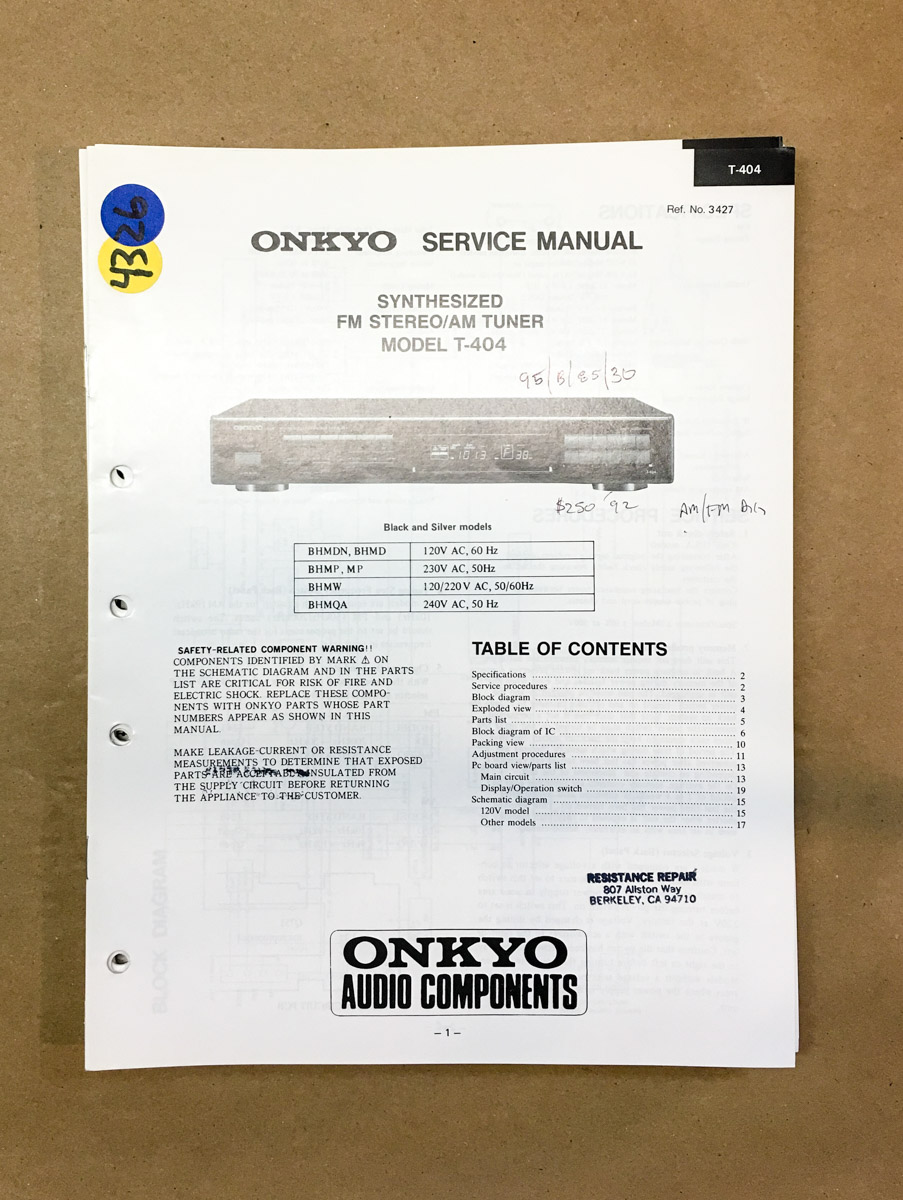 T-404
Ref. No. 3427
4326
ONKYO SERVICE MANUAL
SYNTHESIZED
FM STEREO/AM TUNER
MODEL T-404
95/B/85/30
ONKYO
$250 '92 AM/FM
Black and Silver models
BHMDN, BHMD 120V AC, 60 Hz
BHMP, MP 230V AC, 50Hz
BHMW 120/220 V AC, 50/60Hz
BHMQA 240V AC, 50 Hz
SAFETY-RELATED COMPONENT WARNING!!
COMPONENTS IDENTIFIED BY MARK ⚠ ON
THE SCHEMATIC DIAGRAM AND IN THE PARTS
LIST ARE CRITICAL FOR RISK OF FIRE AND
ELECTRIC SHOCK. REPLACE THESE COMPO-
NENTS WITH ONKYO PARTS WHOSE PART
NUMBERS APPEAR AS SHOWN IN THIS
MANUAL.
MAKE LEAKAGE-CURRENT OR RESISTANCE
MEASUREMENTS TO DETERMINE THAT EXPOSED
PARTS ARE INSULATED FROM
THE SUPPLY CIRCUIT BEFORE RETURNING
THE APPLIANCE TO THE CUSTOMER.
TABLE OF CONTENTS
Specifications 2
Service procedures 2
Block diagram 3
Exploded view 4
Parts list 5
Block diagram of IC 6
Packing view 10
Adjustment procedures 11
Pc board view/parts list 13
Main circuit 13
Display/Operation switch 19
Schematic diagram 15
120V model 15
Other models 17
RESISTANCE REPAIR
807 Allston Way
BERKELEY, CA 94710
ONKYO
AUDIO COMPONENTS
– 1 –